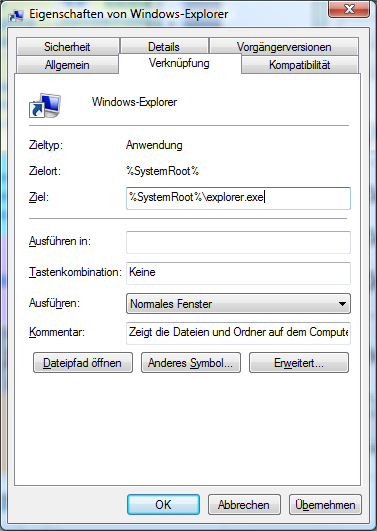 Eigenschaften von Windows-Explorer
Sicherheit Details Vorgängerversionen
Allgemein Verknüpfung Kompatibilität
Windows-Explorer
Zieltyp: Anwendung
Zielort: %SystemRoot%
Ziel: %SystemRoot%\explorer.exe
Ausführen in:
Tastenkombination: Keine
Ausführen: Normales Fenster
Kommentar: Zeigt die Dateien und Ordner auf dem Compute
Dateipfad öffnen Anderes Symbol... Erweitert...
OK Abbrechen Übernehmen